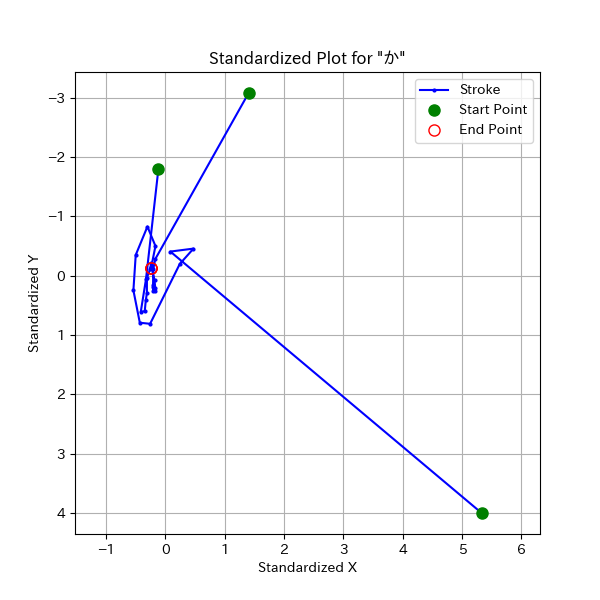 Standardized Plot for "か"
Stroke
Start Point
End Point
−3
−2
−1
0
1
2
3
4
Standardized Y
−1
0
1
2
3
4
5
6
Standardized X